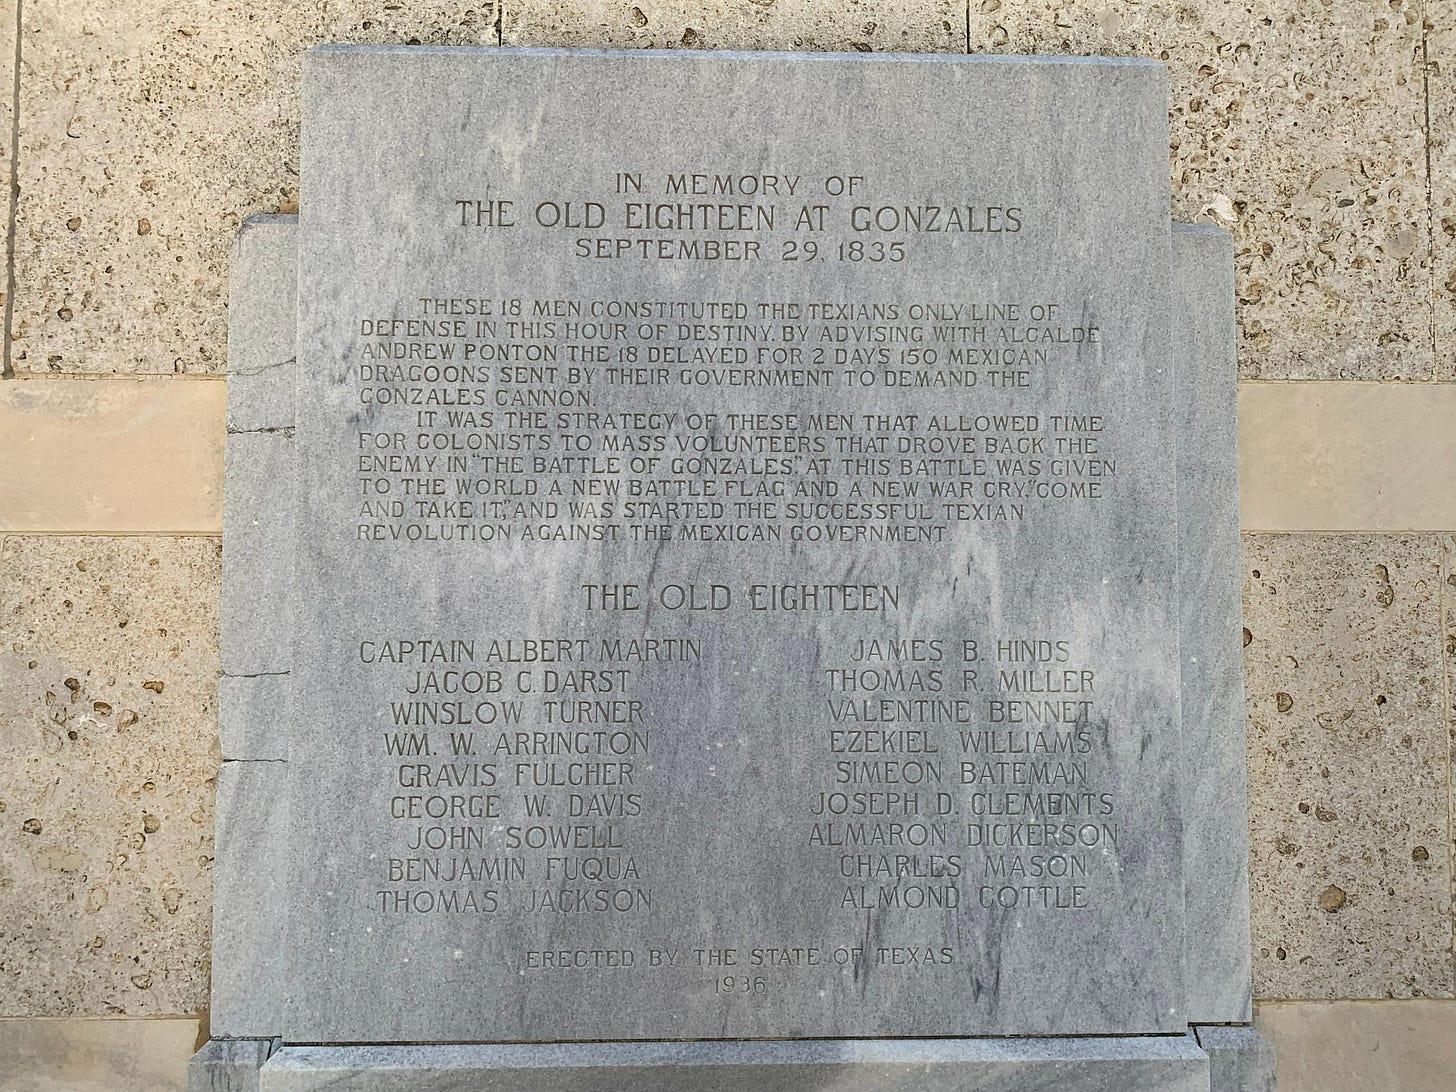 IN MEMORY OF
THE OLD EIGHTEEN AT GONZALES
SEPTEMBER 29, 1835
THESE 18 MEN CONSTITUTED THE TEXIANS ONLY LINE OF
DEFENSE IN THIS HOUR OF DESTINY. BY ADVISING WITH ALCALDE
ANDREW PONTON THE 18 DELAYED FOR 2 DAYS 150 MEXICAN
DRAGOONS SENT BY THEIR GOVERNMENT TO DEMAND THE
GONZALES CANNON.
IT WAS THE STRATEGY OF THESE MEN THAT ALLOWED TIME
FOR COLONISTS TO MASS VOLUNTEERS THAT DROVE BACK THE
ENEMY IN "THE BATTLE OF GONZALES," AT THIS BATTLE WAS GIVEN
TO THE WORLD A NEW BATTLE FLAG AND A NEW WAR CRY, "COME
AND TAKE IT," AND WAS STARTED THE SUCCESSFUL TEXIAN
REVOLUTION AGAINST THE MEXICAN GOVERNMENT
THE OLD EIGHTEEN
CAPTAIN ALBERT MARTIN
JACOB C. DARST
WINSLOW TURNER
WM. W. ARRINGTON
GRAVIS FULCHER
GEORGE W. DAVIS
JOHN SOWELL
BENJAMIN FUQUA
THOMAS JACKSON
JAMES B. HINDS
THOMAS R. MILLER
VALENTINE BENNET
EZEKIEL WILLIAMS
SIMEON BATEMAN
JOSEPH D. CLEMENTS
ALMARON DICKERSON
CHARLES MASON
ALMOND COTTLE
ERECTED BY THE STATE OF TEXAS
1936